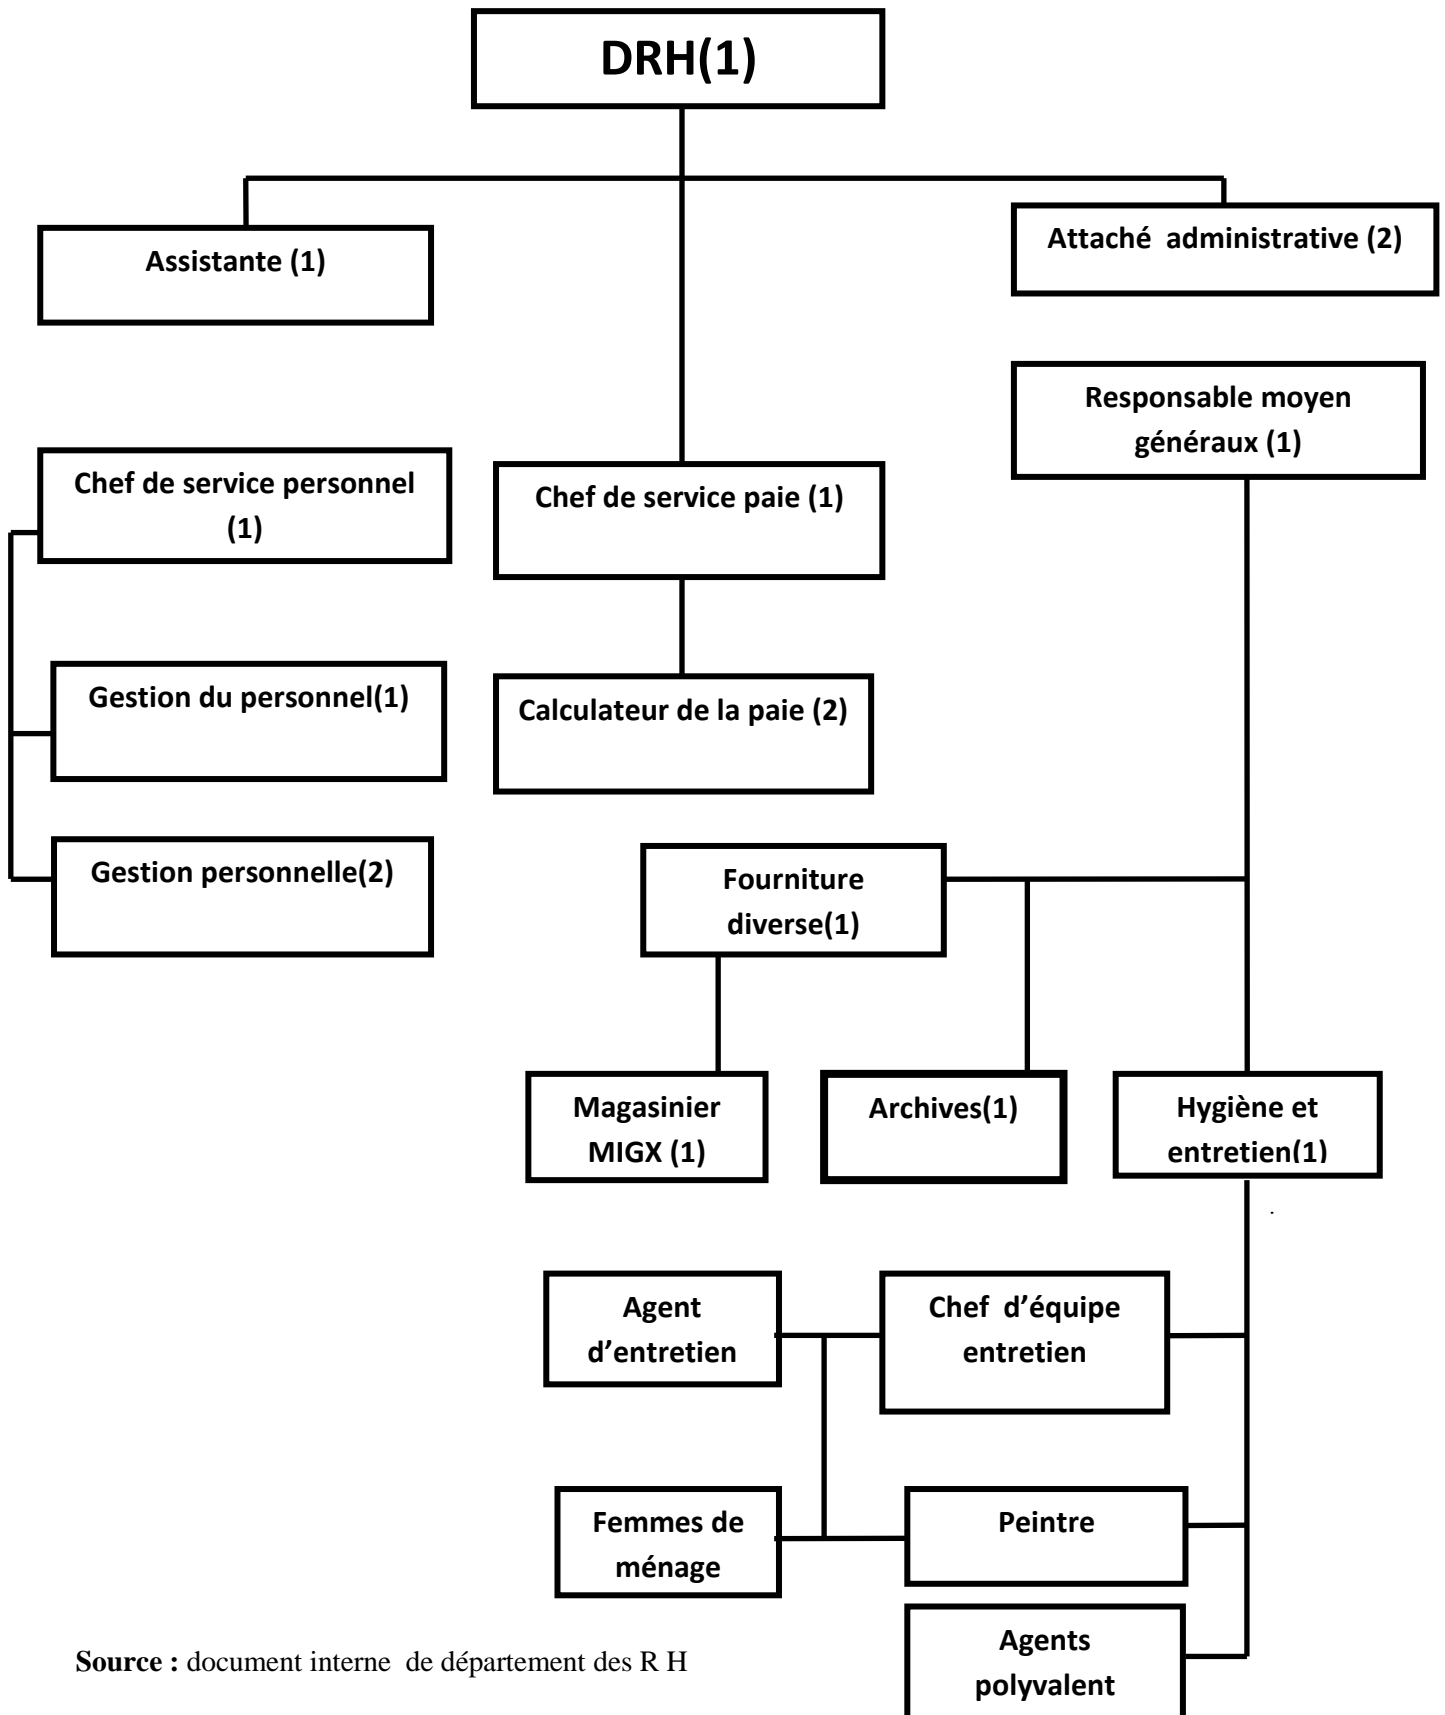 DRH(1)
Assistante (1)
Attaché  administrative (2)
Responsable moyen
généraux (1)
Chef de service personnel
(1)
Chef de service paie (1)
Gestion du personnel(1)
Calculateur de la paie (2)
Gestion personnelle(2)
Fourniture
diverse(1)
Magasinier
MIGX (1)
Archives(1)
Hygiène et
entretien(1)
Agent
d’entretien
Chef  d’équipe
entretien
Femmes de
ménage
Peintre
Agents
polyvalent
Source : document interne  de département des R H